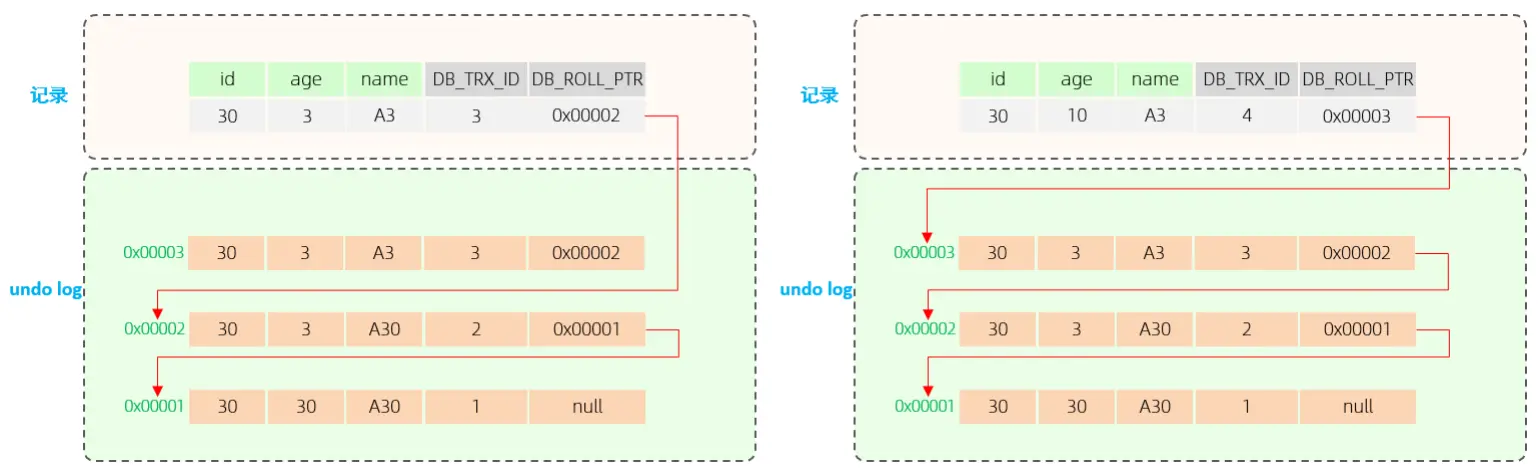 id age name DB_TRX_ID DB_ROLL_PTR
记录
30 3 A3 3 0x00002
0x00003 30 3 A3 3 0x00002
undo log
0x00002 30 3 A30 2 0x00001
0x00001 30 30 A30 1 null
id age name DB_TRX_ID DB_ROLL_PTR
记录
30 10 A3 4 0x00003
0x00003 30 3 A3 3 0x00002
undo log
0x00002 30 3 A30 2 0x00001
0x00001 30 30 A30 1 null